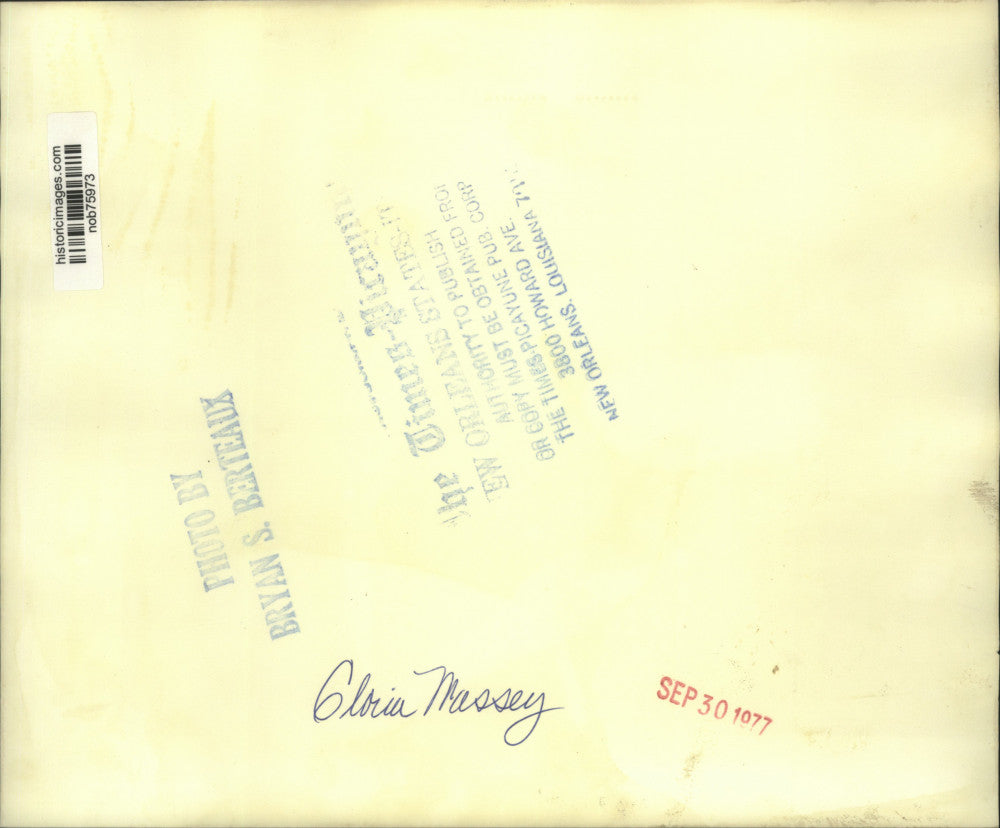 historicimages.com
nob75973
The Times-Picayune
NEW ORLEANS STATES-IT
AUTHORITY TO PUBLISH
MUST BE OBTAINED FROM
OR COPY
THE TIMES-PICAYUNE PUB. CORP
3800 HOWARD AVE.
NEW ORLEANS, LOUISIANA
PHOTO BY
BRYAN S. BERTEAUX
Gloria Massey
SEP 30 1977